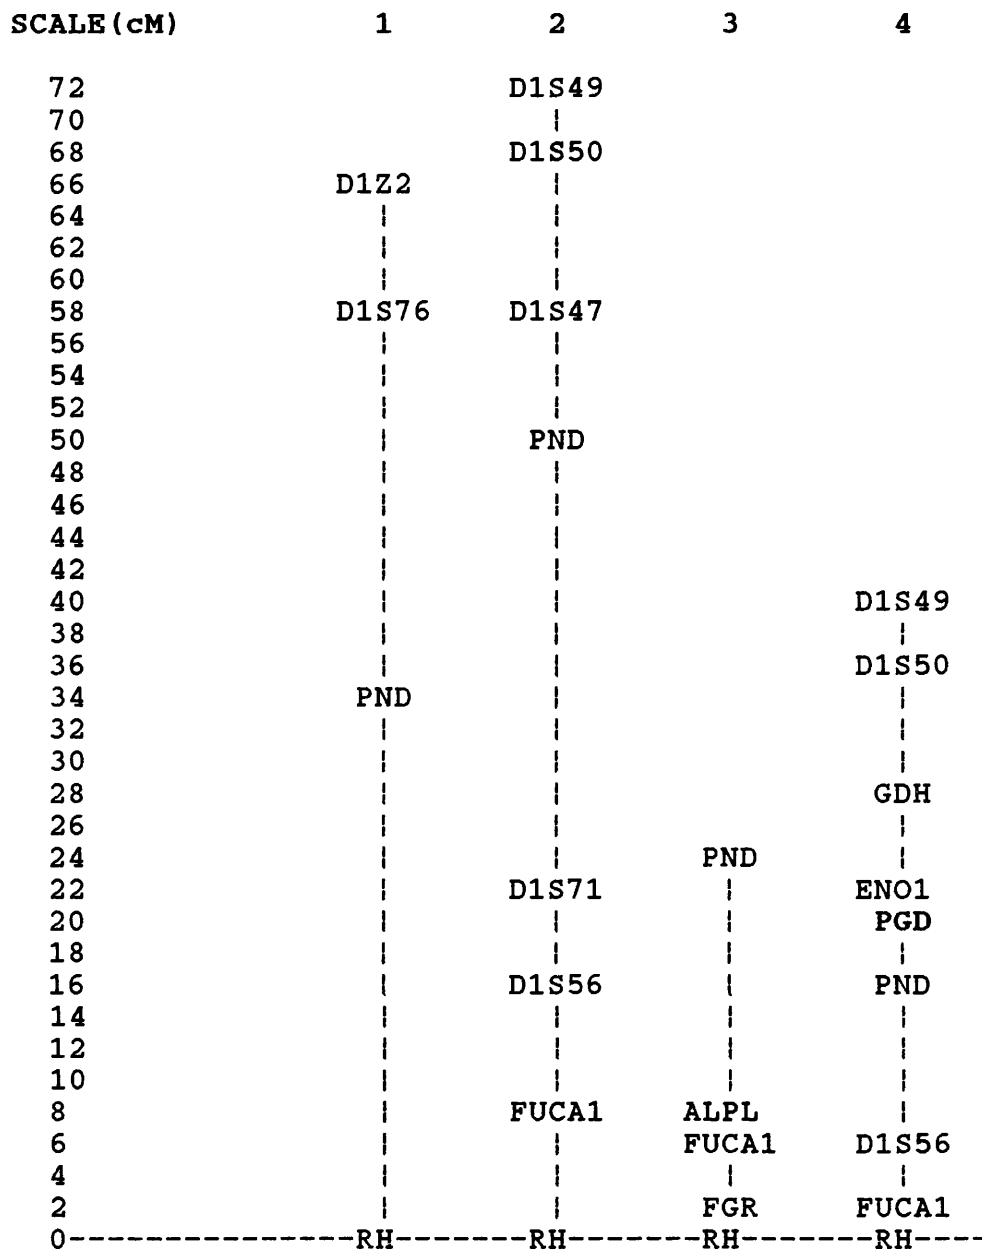 SCALE(cM) 1 2 3 4
72 D1S49
70
68 D1S50
66 D1Z2
64
62
60
58 D1S76 D1S47
56
54
52
50 PND
48
46
44
42
40 D1S49
38
36 D1S50
34 PND
32
30
28 GDH
26
24 PND
22 D1S71 ENO1
20 PGD
18
16 D1S56 PND
14
12
10
8 FUCA1 ALPL
6 FUCA1 D1S56
4
2 FGR FUCA1
0---------------RH-------RH-------RH-------RH----